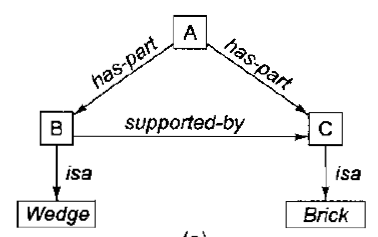 A
has-part has-part
B supported-by C
isa isa
Wedge Brick
(a)